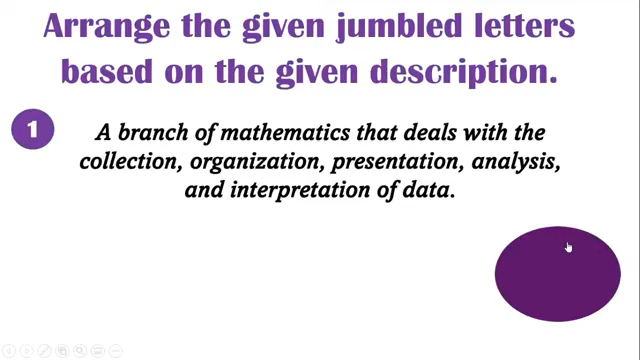 Arrange the given jumbled letters
based on the given description.
1
A branch of mathematics that deals with the
collection, organization, presentation, analysis,
and interpretation of data.